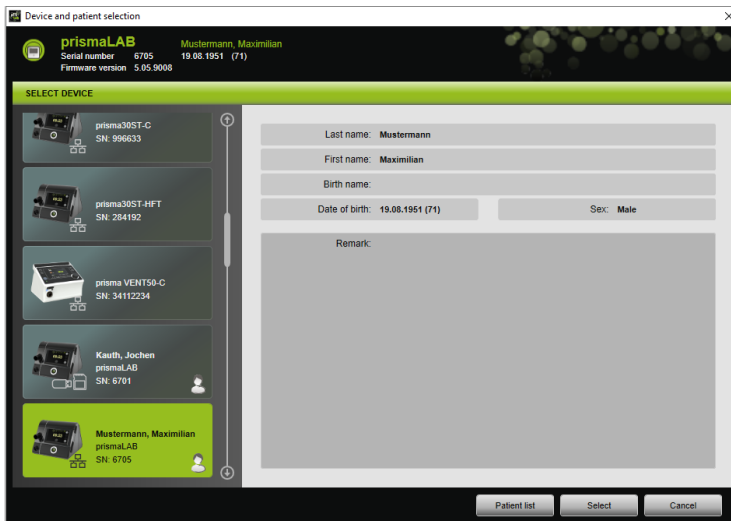 Device and patient selection
prismaLAB
Mustermann, Maximilian
Serial number 6705 19.08.1951 (71)
Firmware version 5.05.9008
SELECT DEVICE
prisma30ST-C
SN: 996633
prisma30ST-HFT
SN: 284192
prisma VENT50-C
SN: 34112234
Kauth, Jochen
prismaLAB
SN: 6701
Mustermann, Maximilian
prismaLAB
SN: 6705
Last name: Mustermann
First name: Maximilian
Birth name:
Date of birth: 19.08.1951 (71) Sex: Male
Remark:
Patient list Select Cancel